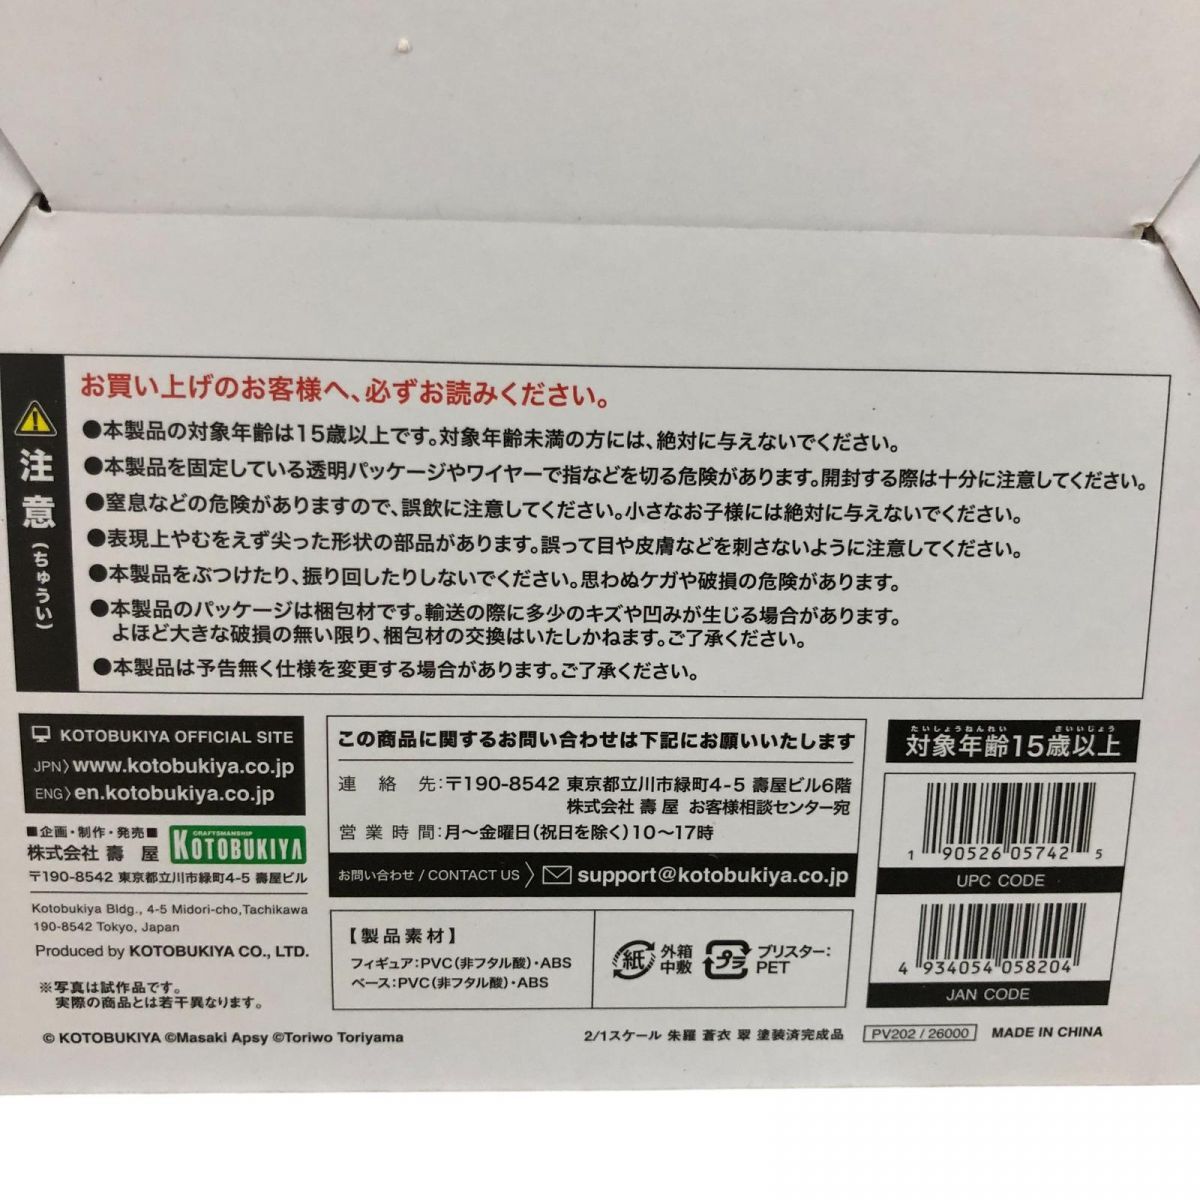 注意(ちゅうい)
お買い上げのお客様へ、必ずお読みください。
●本製品の対象年齢は15歳以上です。対象年齢未満の方には、絶対に与えないでください。
●本製品を固定している透明パッケージやワイヤーで指などを切る危険があります。開封する際は十分に注意してください。
●窒息などの危険がありますので、誤飲に注意してください。小さなお子様には絶対に与えないでください。
●表現上やむをえず尖った形状の部品があります。誤って目や皮膚などを刺さないように注意してください。
●本製品をぶつけたり、振り回したりしないでください。思わぬケガや破損の危険があります。
●本製品のパッケージは梱包材です。輸送の際に多少のキズや凹みが生じる場合があります。
よほど大きな破損の無い限り、梱包材の交換はいたしかねます。ご了承ください。
●本製品は予告無く仕様を変更する場合があります。ご了承ください。
KOTOBUKIYA OFFICIAL SITE
JPN〉www.kotobukiya.co.jp
ENG〉en.kotobukiya.co.jp
■企画・制作・発売■
株式会社 壽 屋
CRAFTSMANSHIP
KOTOBUKIYA
〒190-8542 東京都立川市緑町4-5 壽屋ビル
Kotobukiya Bldg., 4-5 Midori-cho,Tachikawa
190-8542 Tokyo, Japan
Produced by KOTOBUKIYA CO., LTD.
※写真は試作品です。
実際の商品とは若干異なります。
この商品に関するお問い合わせは下記にお願いいたします
連絡先:〒190-8542 東京都立川市緑町4-5 壽屋ビル6階
株式会社 壽屋 お客様相談センター宛
営業時間:月〜金曜日(祝日を除く)10〜17時
お問い合わせ / CONTACT US 〉 support@kotobukiya.co.jp
【製品素材】
フィギュア:PVC(非フタル酸)・ABS
ベース:PVC(非フタル酸)・ABS
紙
外箱
中敷
プラ
ブリスター:
PET
たいしょうねんれい さいいじょう
対象年齢15歳以上
1 90526 05742 5
UPC CODE
4 934054 058204
JAN CODE
© KOTOBUKIYA ©Masaki Apsy ©Toriwo Toriyama
2/1スケール 朱羅 蒼衣 翠 塗装済完成品
PV202 / 26000
MADE IN CHINA